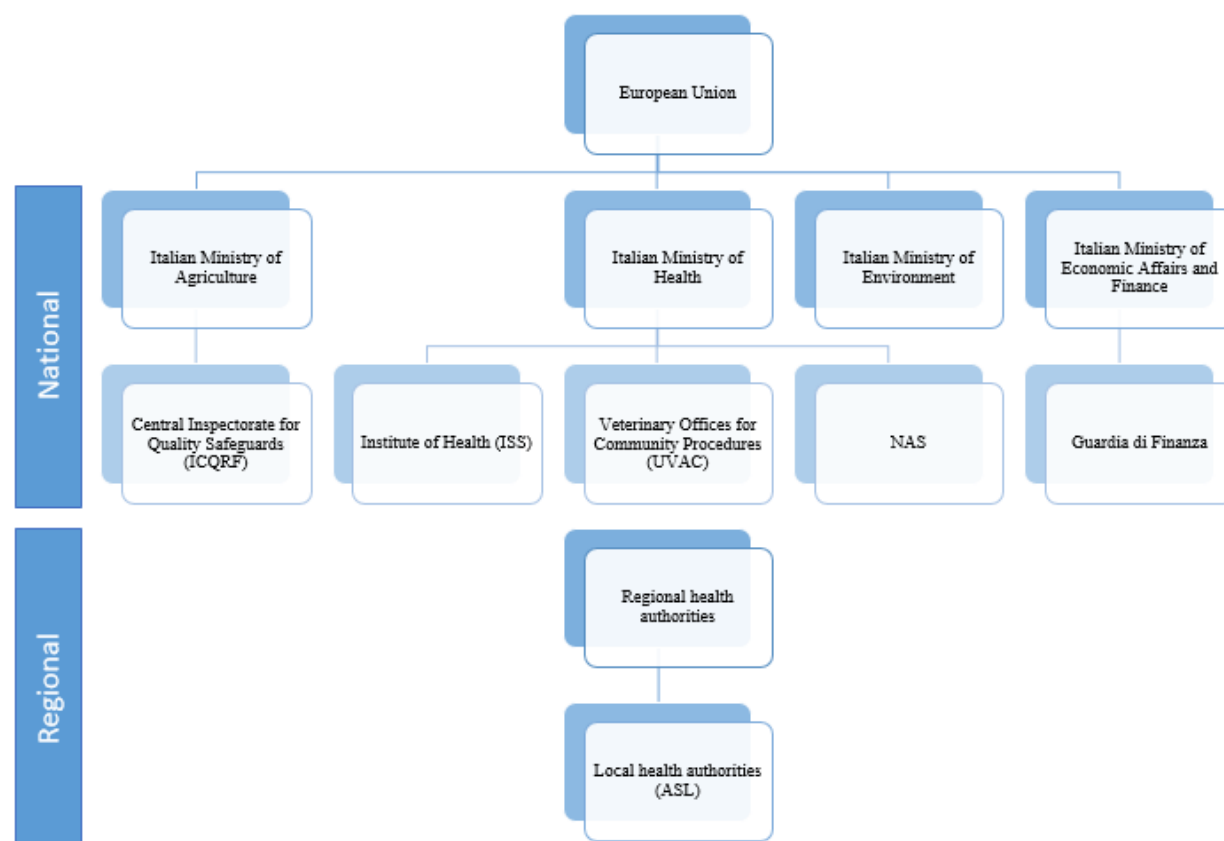 European Union
National
Italian Ministry of
Agriculture
Italian Ministry of
Health
Italian Ministry of
Environment
Italian Ministry of
Economic Affairs and
Finance
Central Inspectorate for
Quality Safeguards
(ICQRF)
Institute of Health (ISS)
Veterinary Offices for
Community Procedures
(UVAC)
NAS
Guardia di Finanza
Regional
Regional health
authorities
Local health authorities
(ASL)